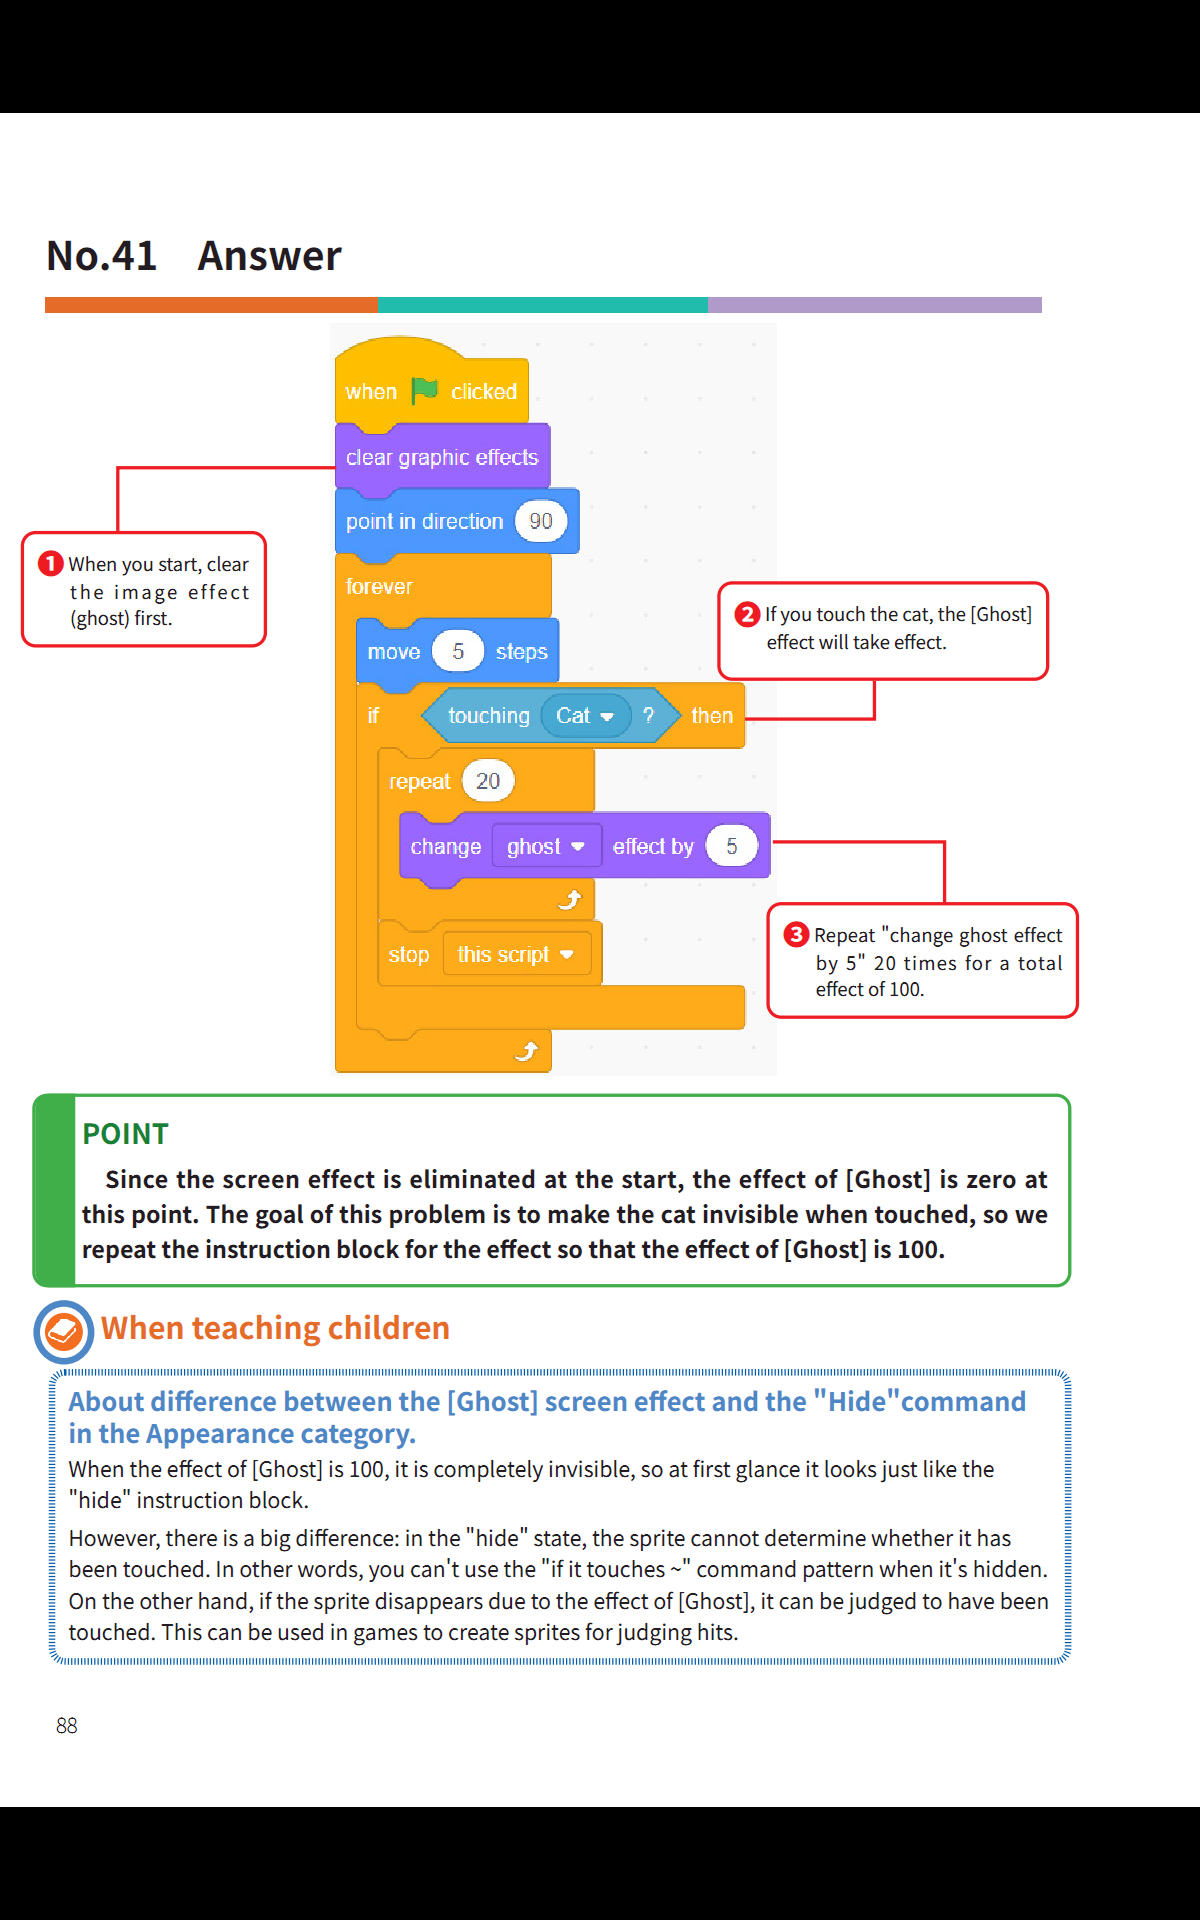 No.41 Answer
when clicked
clear graphic effects
point in direction 90
forever
move 5 steps
if touching Cat ? then
repeat 20
change ghost effect by 5
stop this script
1 When you start, clear
the image effect
(ghost) first.
2 If you touch the cat, the [Ghost]
effect will take effect.
3 Repeat "change ghost effect
by 5" 20 times for a total
effect of 100.
POINT
Since the screen effect is eliminated at the start, the effect of [Ghost] is zero at
this point. The goal of this problem is to make the cat invisible when touched, so we
repeat the instruction block for the effect so that the effect of [Ghost] is 100.
When teaching children
About difference between the [Ghost] screen effect and the "Hide"command
in the Appearance category.
When the effect of [Ghost] is 100, it is completely invisible, so at first glance it looks just like the
"hide" instruction block.
However, there is a big difference: in the "hide" state, the sprite cannot determine whether it has
been touched. In other words, you can't use the "if it touches ~" command pattern when it's hidden.
On the other hand, if the sprite disappears due to the effect of [Ghost], it can be judged to have been
touched. This can be used in games to create sprites for judging hits.
88